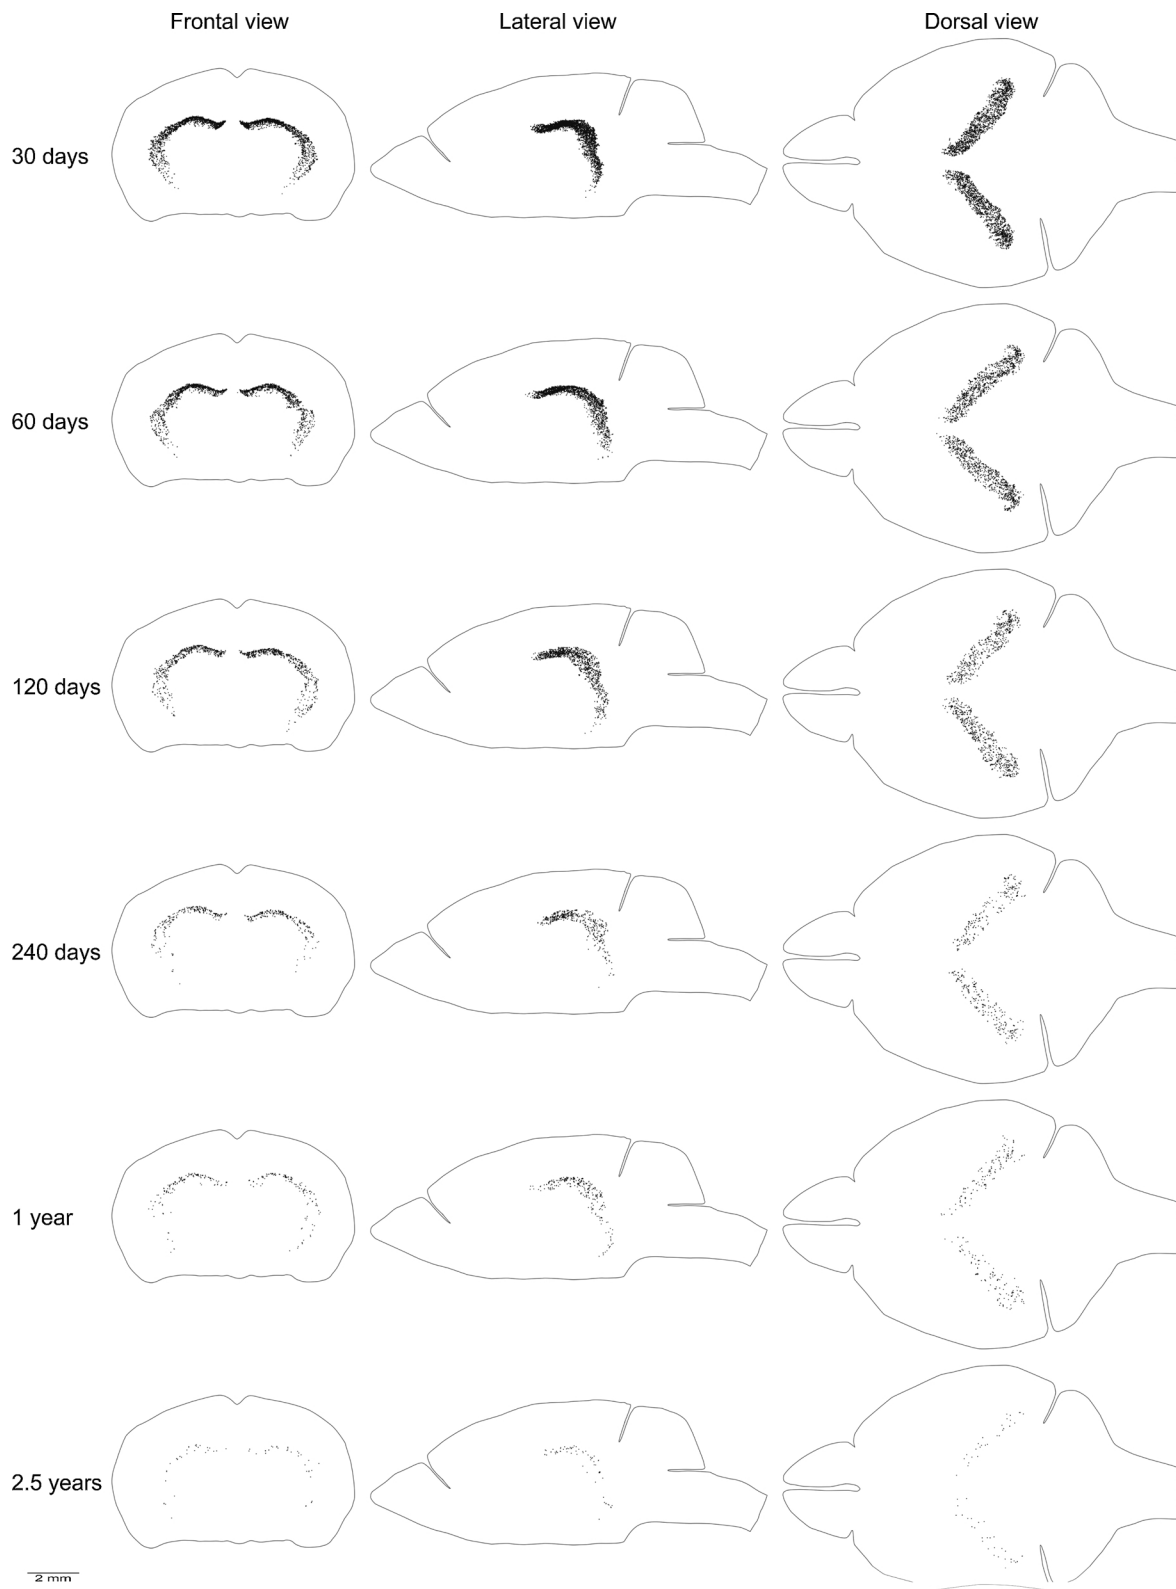 Frontal view Lateral view Dorsal view
30 days
60 days
120 days
240 days
1 year
2.5 years
2 mm